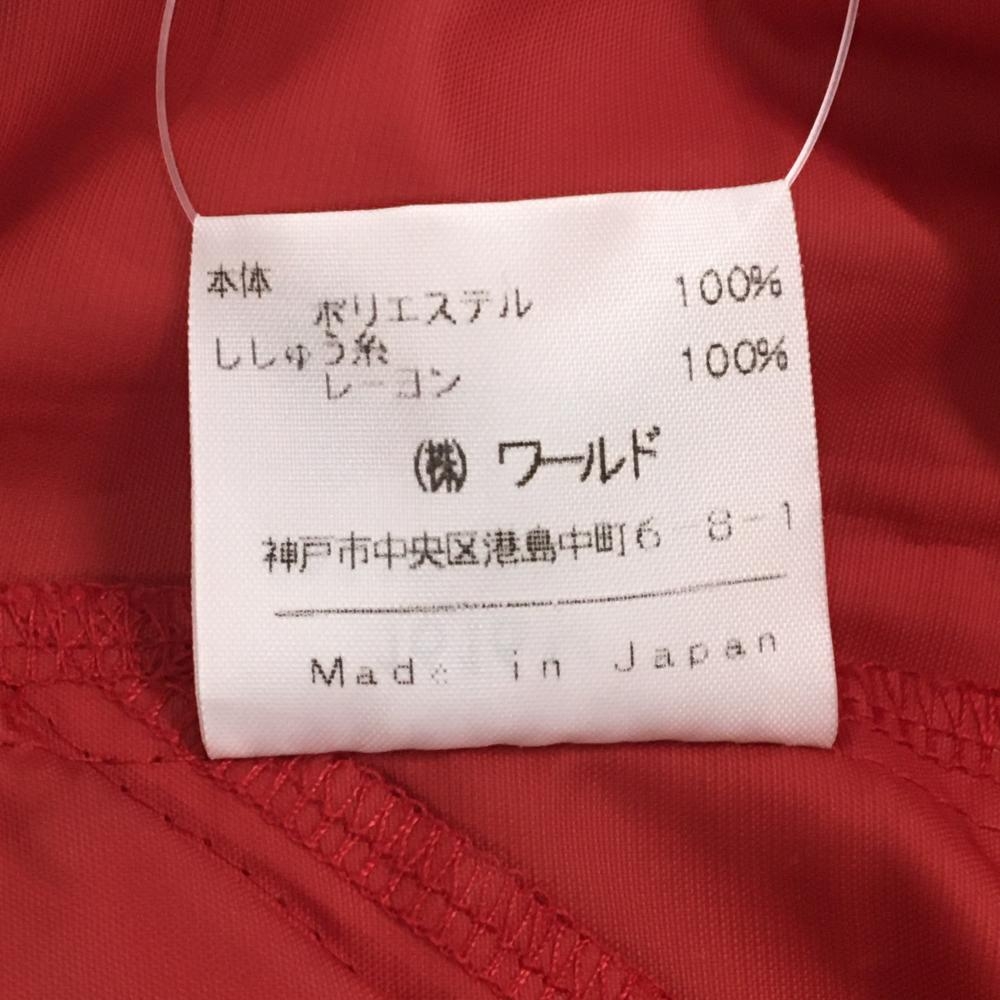 本体
ポリエステル 100%
ししゅう糸
レーヨン 100%
(株) ワールド
神戸市中央区港島中町6-8-1
Made in Japan